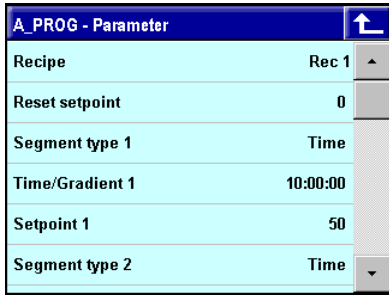 A_PROG - Parameter
Recipe Rec 1
Reset setpoint 0
Segment type 1 Time
Time/Gradient 1 10:00:00
Setpoint 1 50
Segment type 2 Time